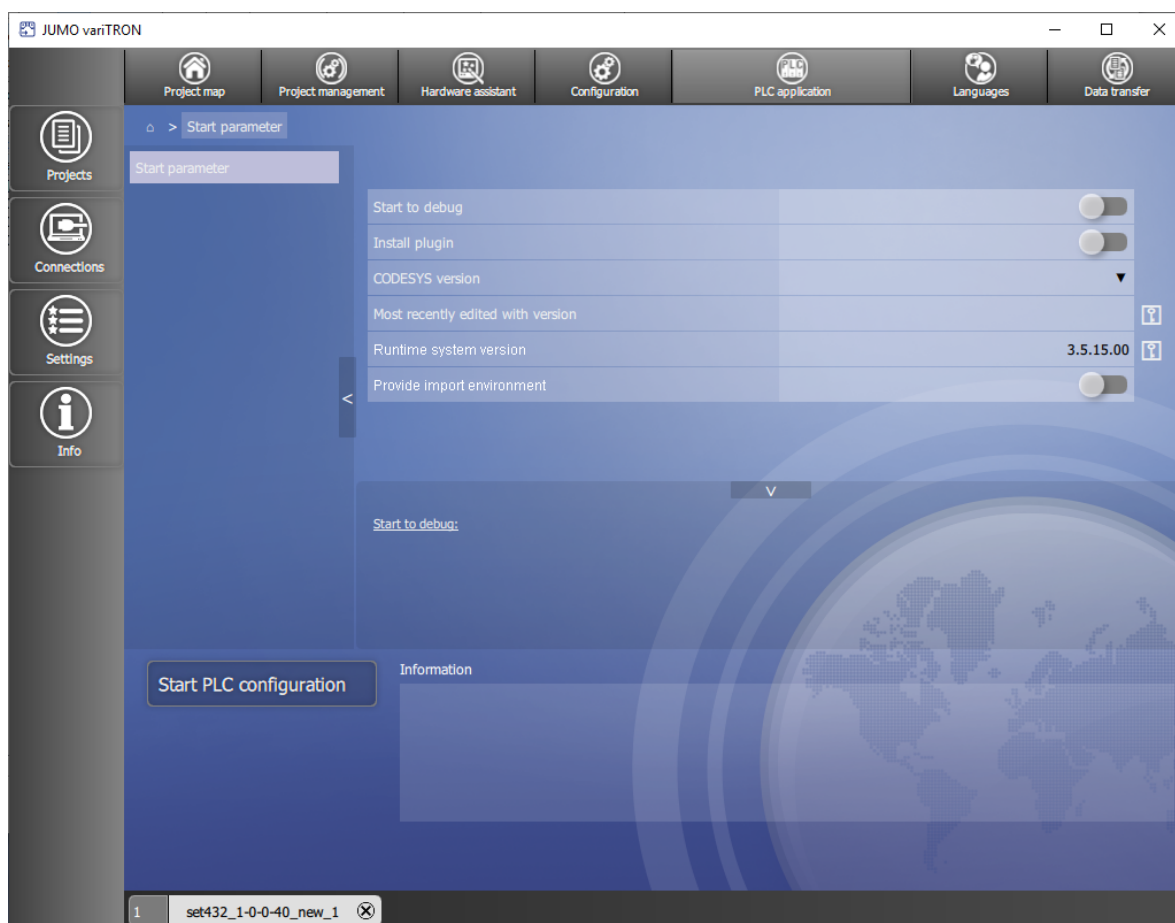 JUMO variTRON
Project map
Project management
Hardware assistant
Configuration
PLC
PLC application
Languages
Data transfer
Projects
Connections
Settings
Info
⌂ > Start parameter
Start parameter
Start to debug
Install plugin
CODESYS version
Most recently edited with version
Runtime system version 3.5.15.00
Provide import environment
<
V
Start to debug:
Start PLC configuration
Information
1 set432_1-0-0-40_new_1